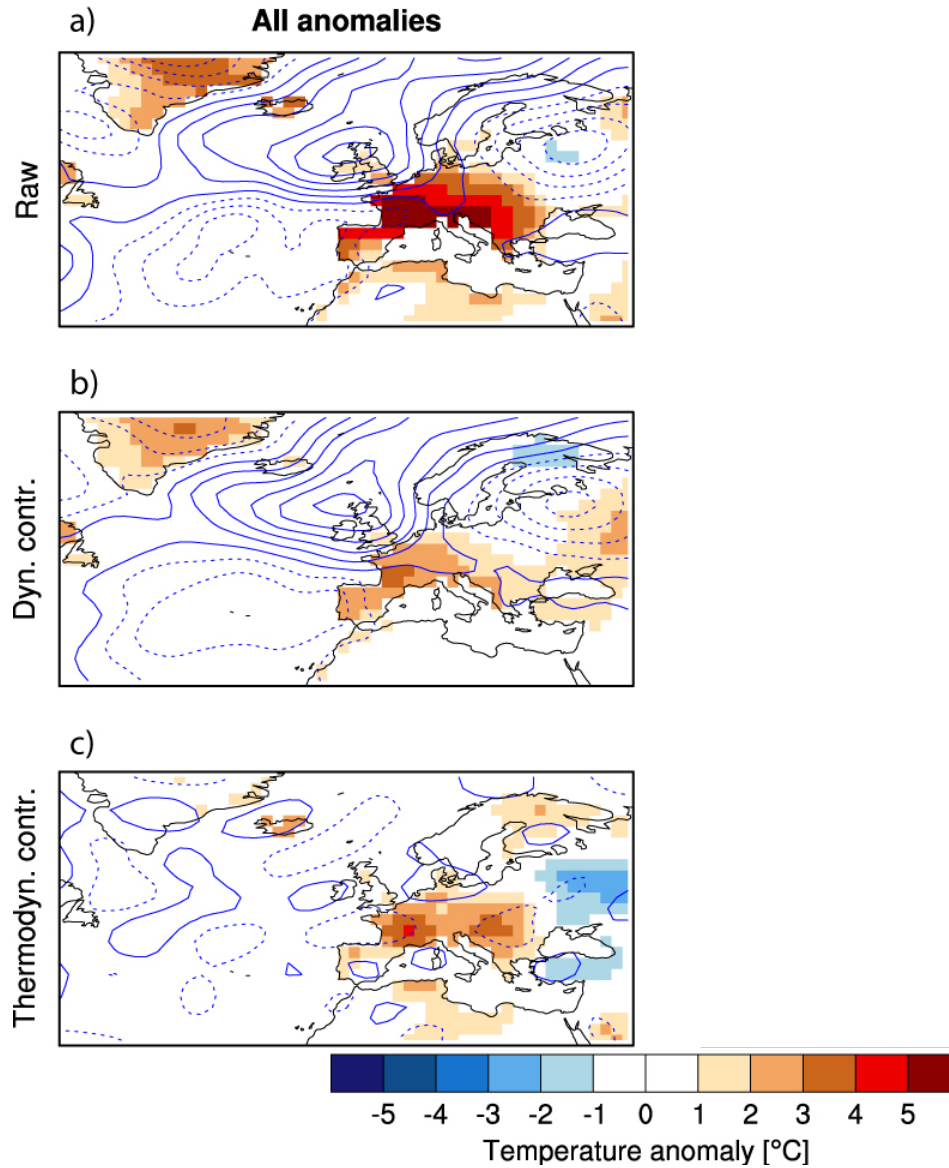 a)
All anomalies
Raw
b)
Dyn. contr.
c)
Thermodyn. contr.
-5 -4 -3 -2 -1 0 1 2 3 4 5
Temperature anomaly [°C]